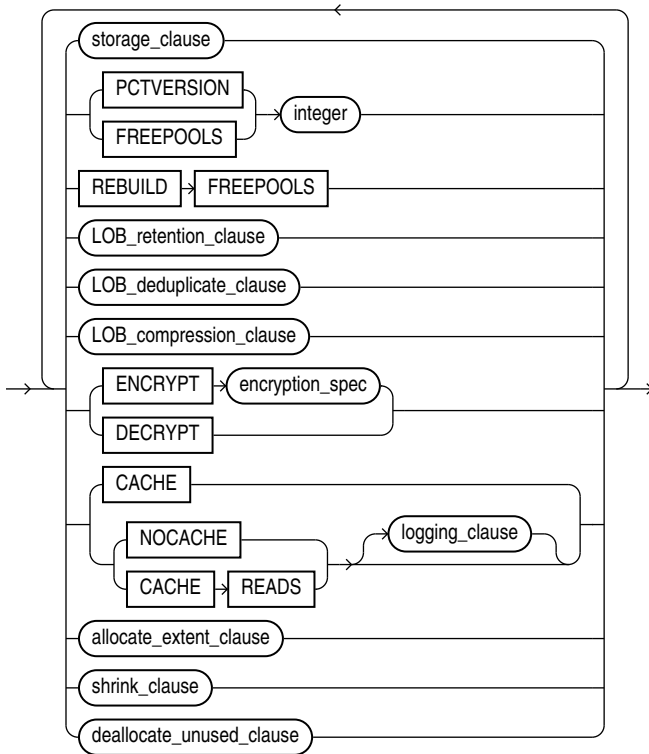 storage_clause
PCTVERSION
integer
FREEPOOLS
REBUILD FREEPOOLS
LOB_retention_clause
LOB_deduplicate_clause
LOB_compression_clause
ENCRYPT encryption_spec
DECRYPT
CACHE
NOCACHE logging_clause
CACHE READS
allocate_extent_clause
shrink_clause
deallocate_unused_clause